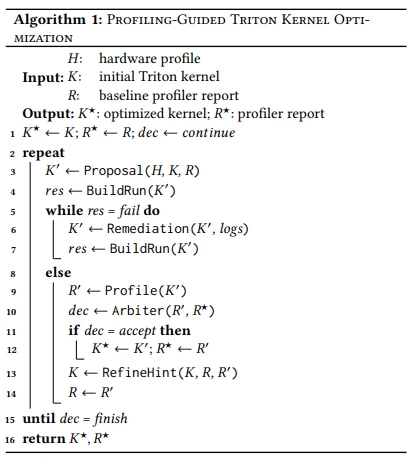 Algorithm 1: PROFILING-GUIDED TRITON KERNEL OPTI-
MIZATION
H: hardware profile
Input: K: initial Triton kernel
R: baseline profiler report
Output: K★: optimized kernel; R★: profiler report
1 K★ ← K; R★ ← R; dec ← continue
2 repeat
3 K′ ← Proposal(H, K, R)
4 res ← BuildRun(K′)
5 while res = fail do
6 K′ ← Remediation(K′, logs)
7 res ← BuildRun(K′)
8 else
9 R′ ← Profile(K′)
10 dec ← Arbiter(R′, R★)
11 if dec = accept then
12 K★ ← K′; R★ ← R′
13 K ← RefineHint(K, R, R′)
14 R ← R′
15 until dec = finish
16 return K★, R★